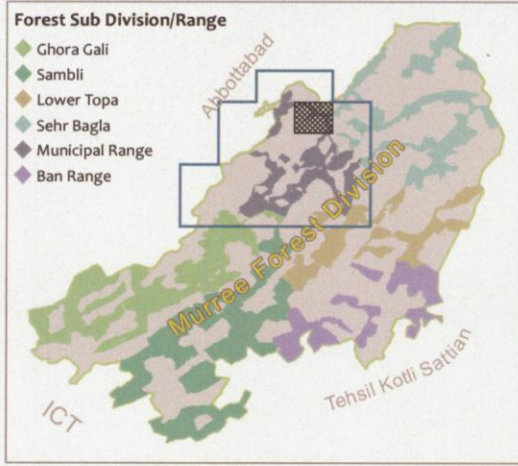 Forest Sub Division/Range
Ghora Gali
Sambli
Lower Topa
Sehr Bagla
Municipal Range
Ban Range
Abbottabad
Murree Forest Division
Tehsil Kotli Sattian
ICT